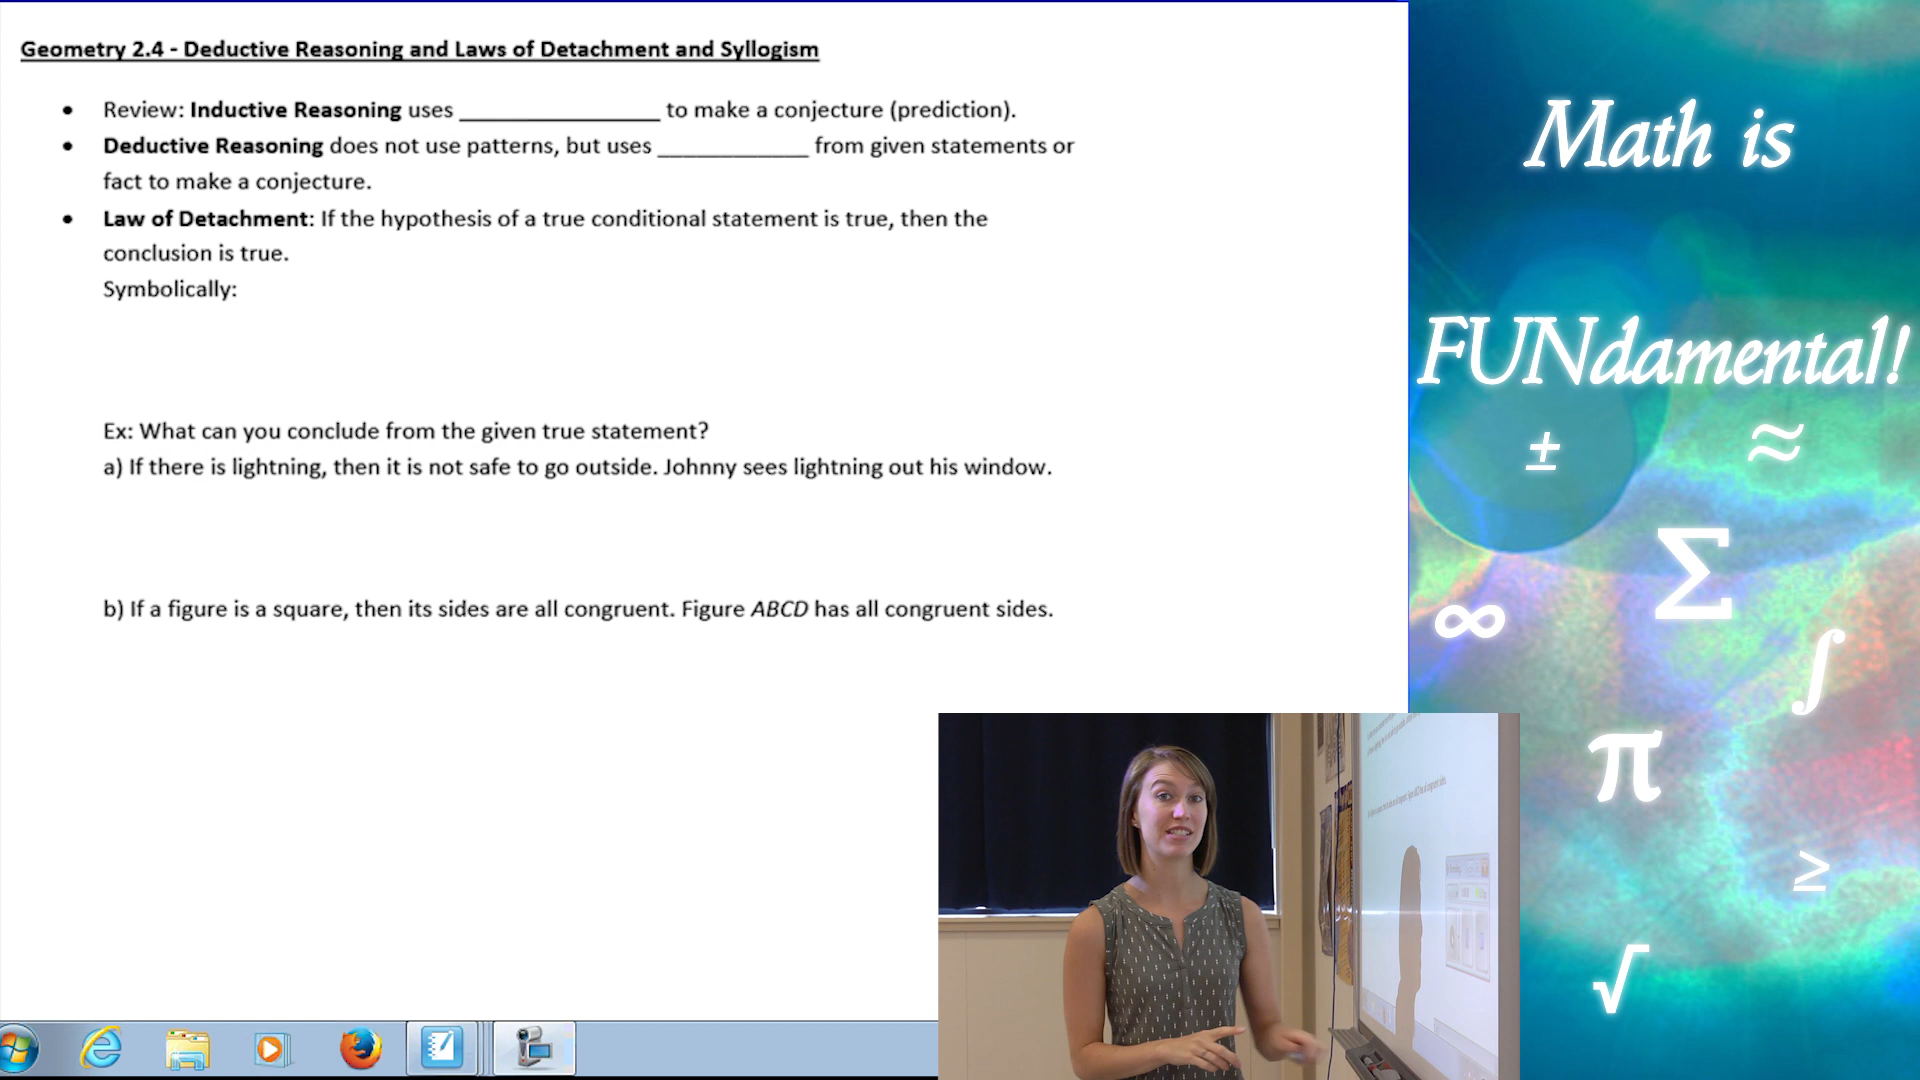 Geometry 2.4 - Deductive Reasoning and Laws of Detachment and Syllogism
• Review: Inductive Reasoning uses ________________ to make a conjecture (prediction).
• Deductive Reasoning does not use patterns, but uses ____________ from given statements or
fact to make a conjecture.
• Law of Detachment: If the hypothesis of a true conditional statement is true, then the
conclusion is true.
Symbolically:
Ex: What can you conclude from the given true statement?
a) If there is lightning, then it is not safe to go outside. Johnny sees lightning out his window.
b) If a figure is a square, then its sides are all congruent. Figure ABCD has all congruent sides.
Math is
FUNdamental!
± ≈
Σ
∞
∫
π
≥
√